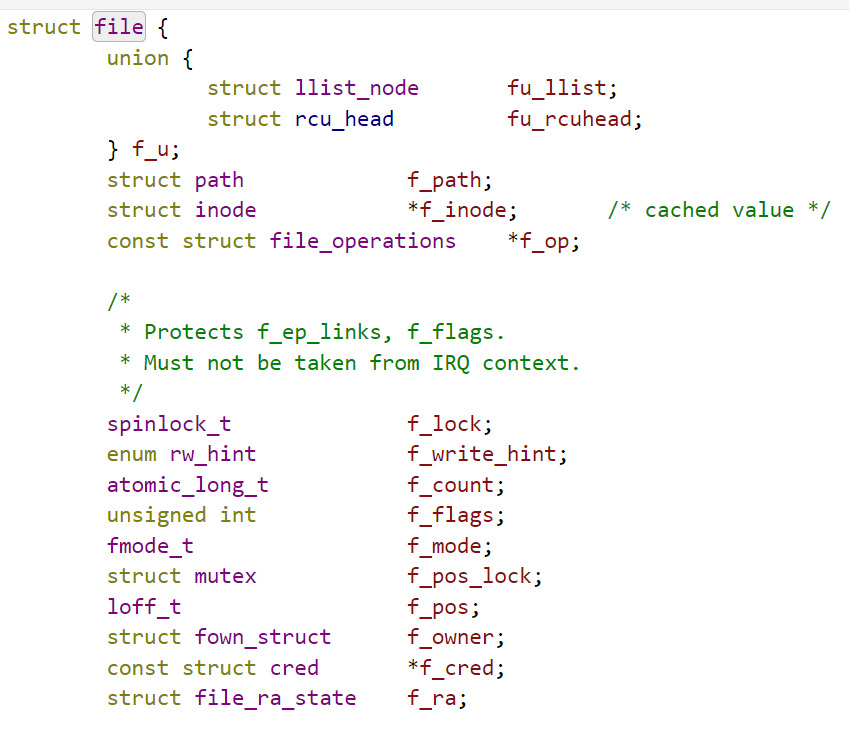 struct file {
        union {
                struct llist_node       fu_llist;
                struct rcu_head         fu_rcuhead;
        } f_u;
        struct path             f_path;
        struct inode            *f_inode;       /* cached value */
        const struct file_operations    *f_op;

        /*
         * Protects f_ep_links, f_flags.
         * Must not be taken from IRQ context.
         */
        spinlock_t              f_lock;
        enum rw_hint            f_write_hint;
        atomic_long_t           f_count;
        unsigned int            f_flags;
        fmode_t                 f_mode;
        struct mutex            f_pos_lock;
        loff_t                  f_pos;
        struct fown_struct      f_owner;
        const struct cred       *f_cred;
        struct file_ra_state    f_ra;